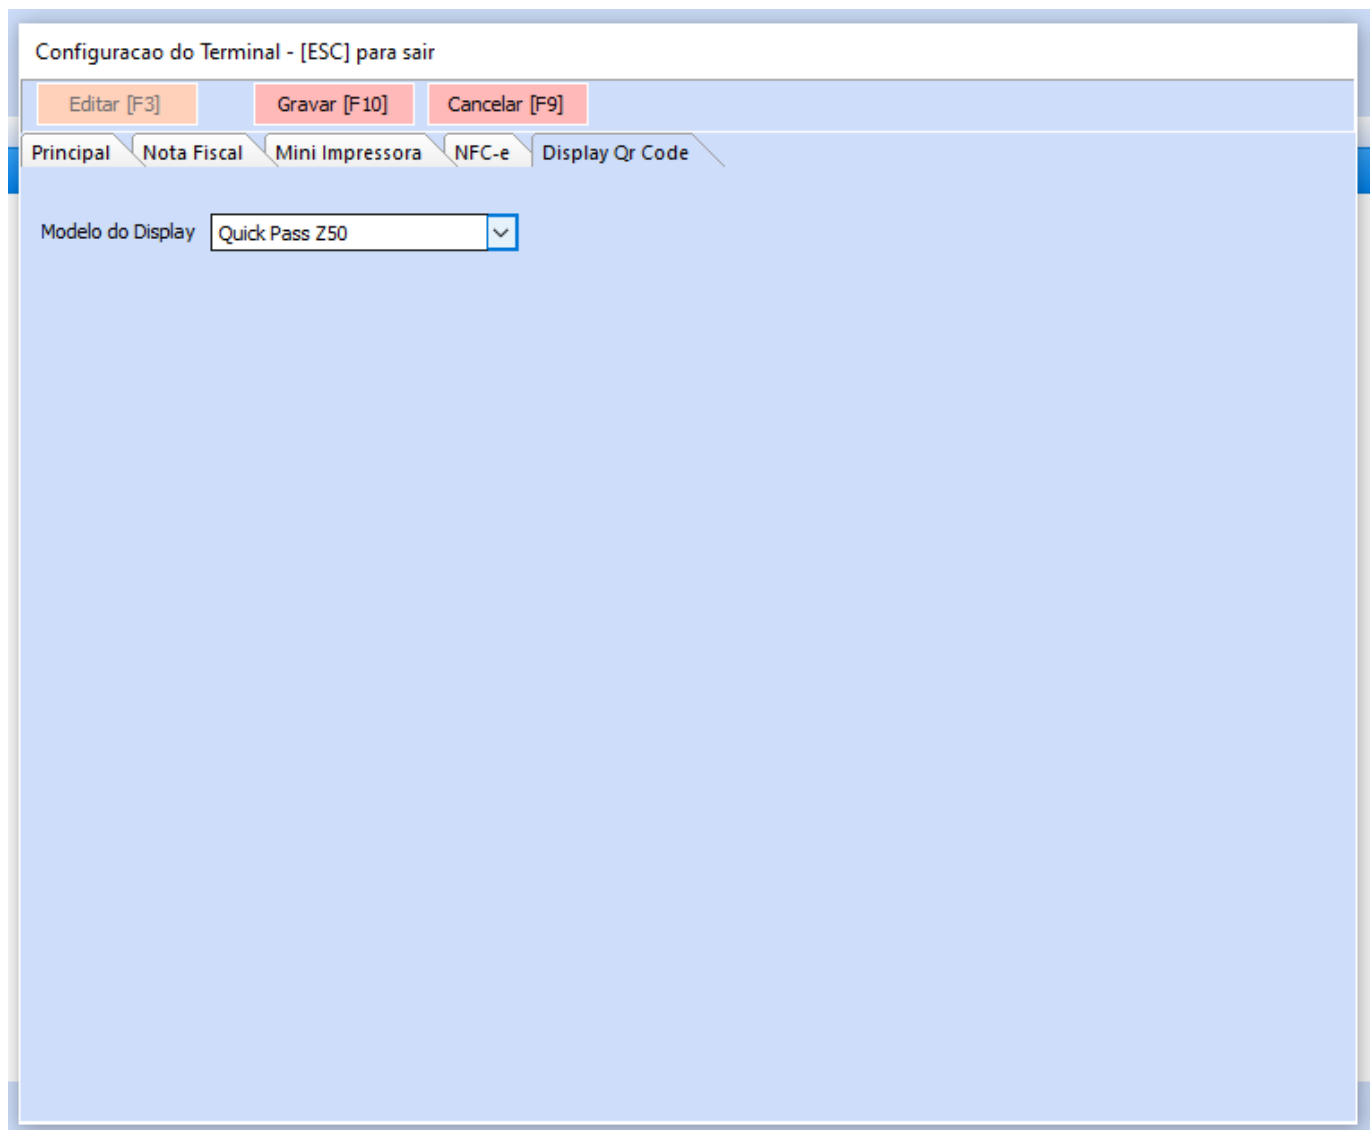 Configuracao do Terminal - [ESC] para sair
Editar [F3] Gravar [F10] Cancelar [F9]
Principal Nota Fiscal Mini Impressora NFC-e Display Qr Code
Modelo do Display Quick Pass Z50